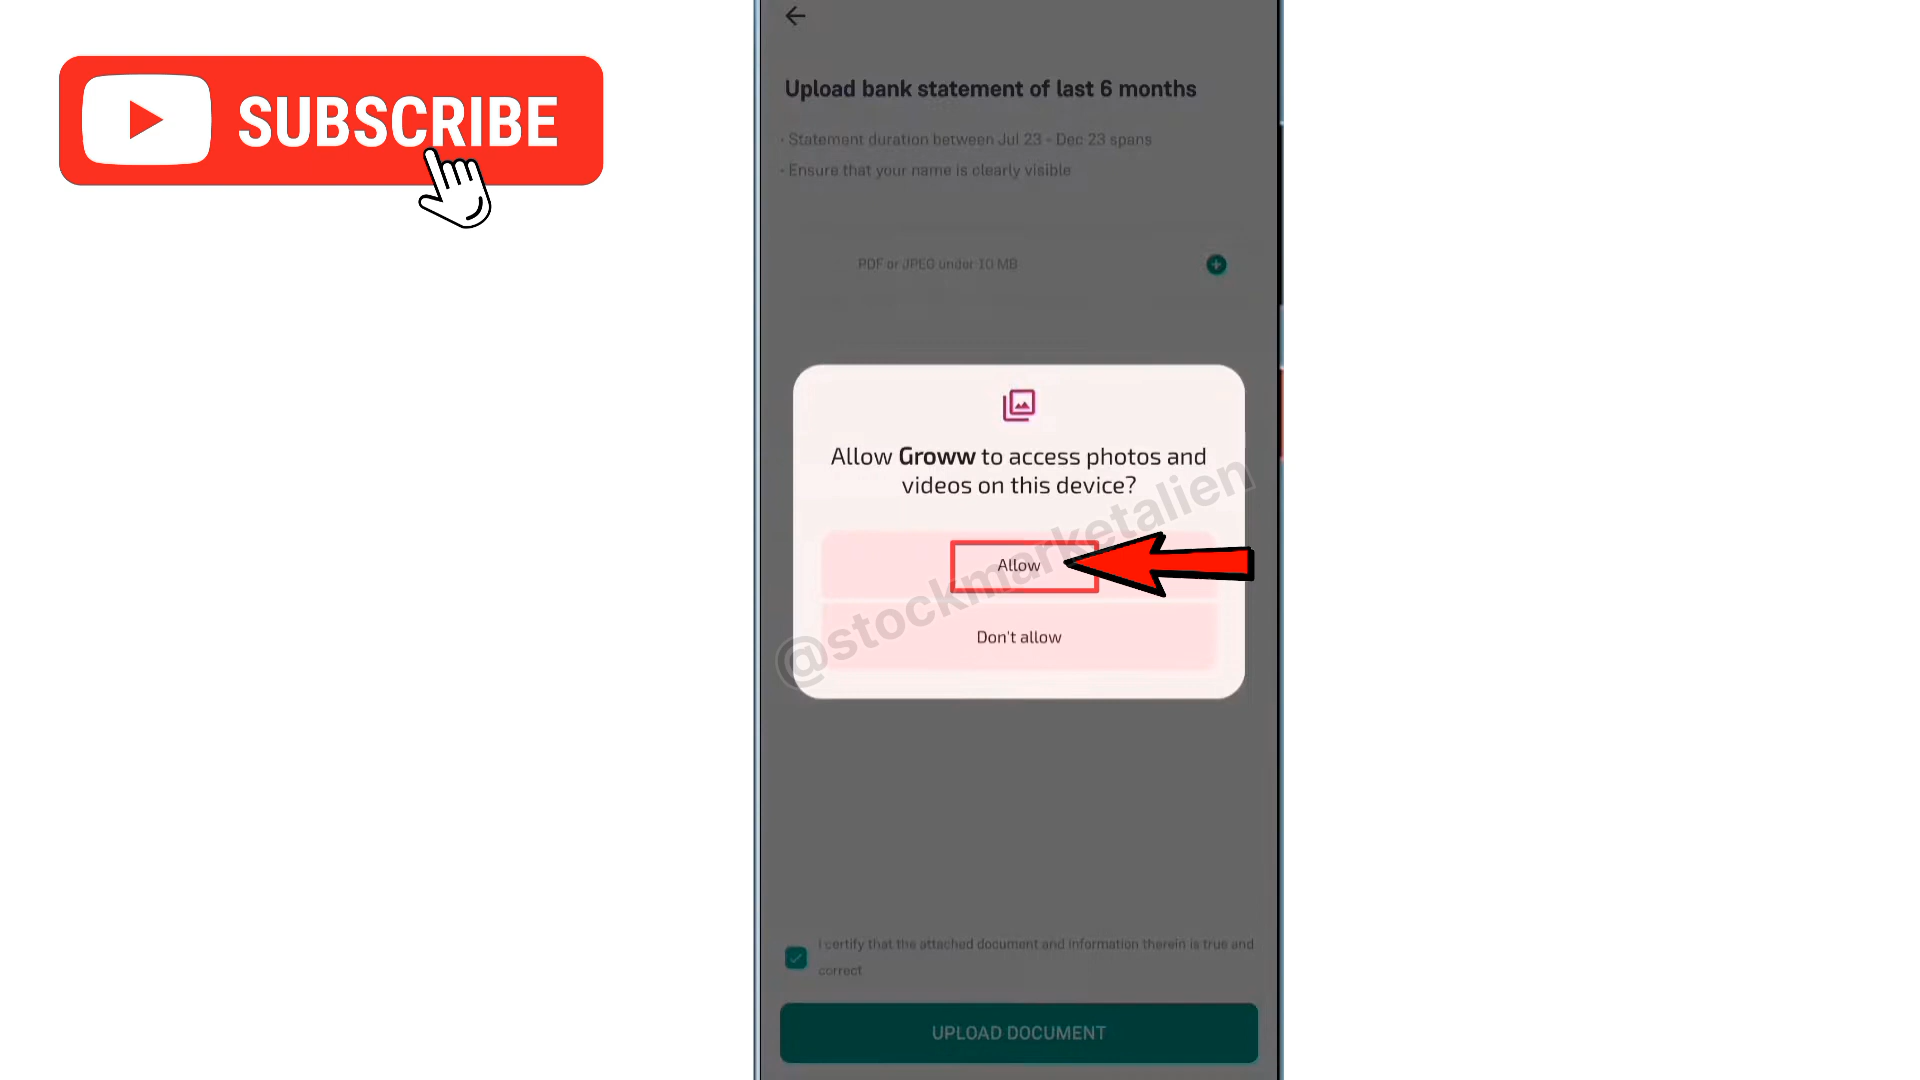 SUBSCRIBE
Upload bank statement of last 6 months
- Statement duration between Jul 23 - Dec 23 spans
- Ensure that your name is clearly visible
PDF or JPEG under 10 MB
Allow Groww to access photos and
videos on this device?
Allow
Don't allow
@stockmarketalien
I certify that the attached document and information therein is true and
correct
UPLOAD DOCUMENT